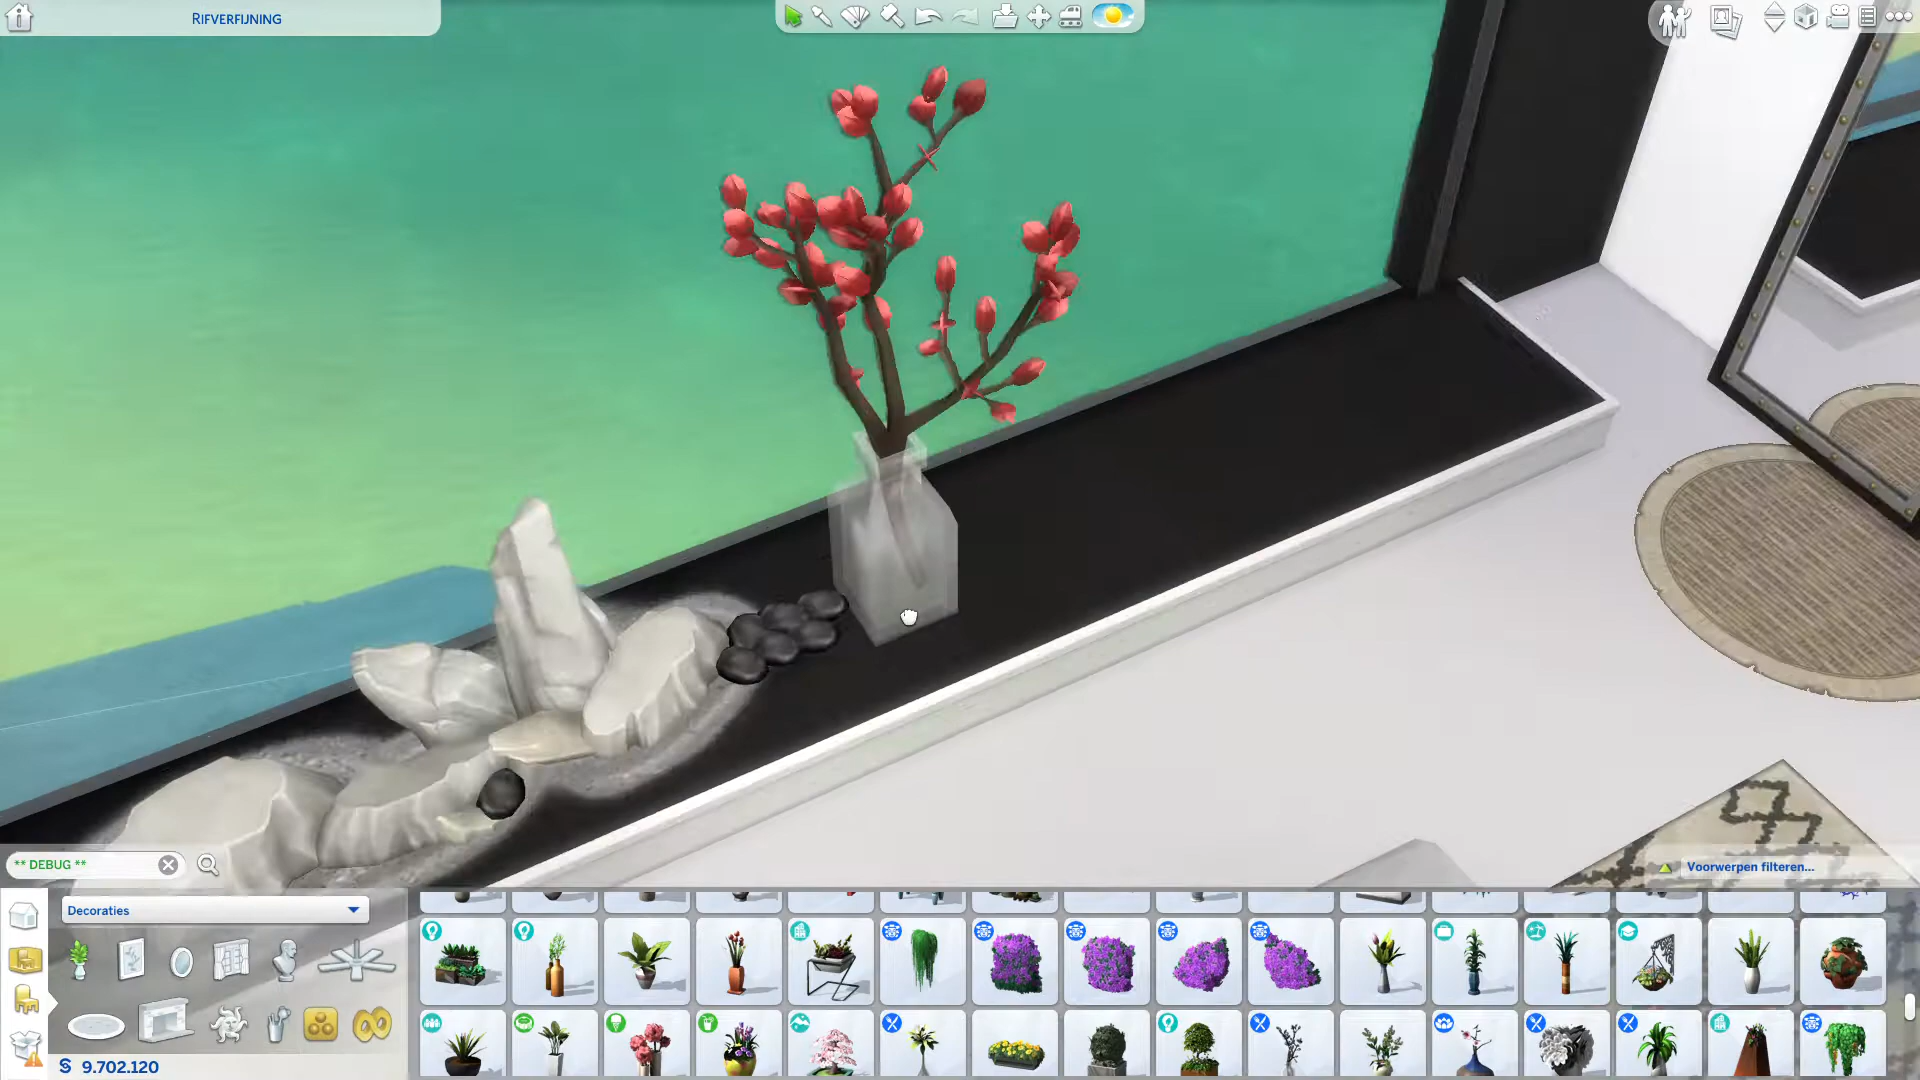 RIFVERFIJNING
** DEBUG **
Voorwerpen filteren...
Decoraties
§ 9.702.120